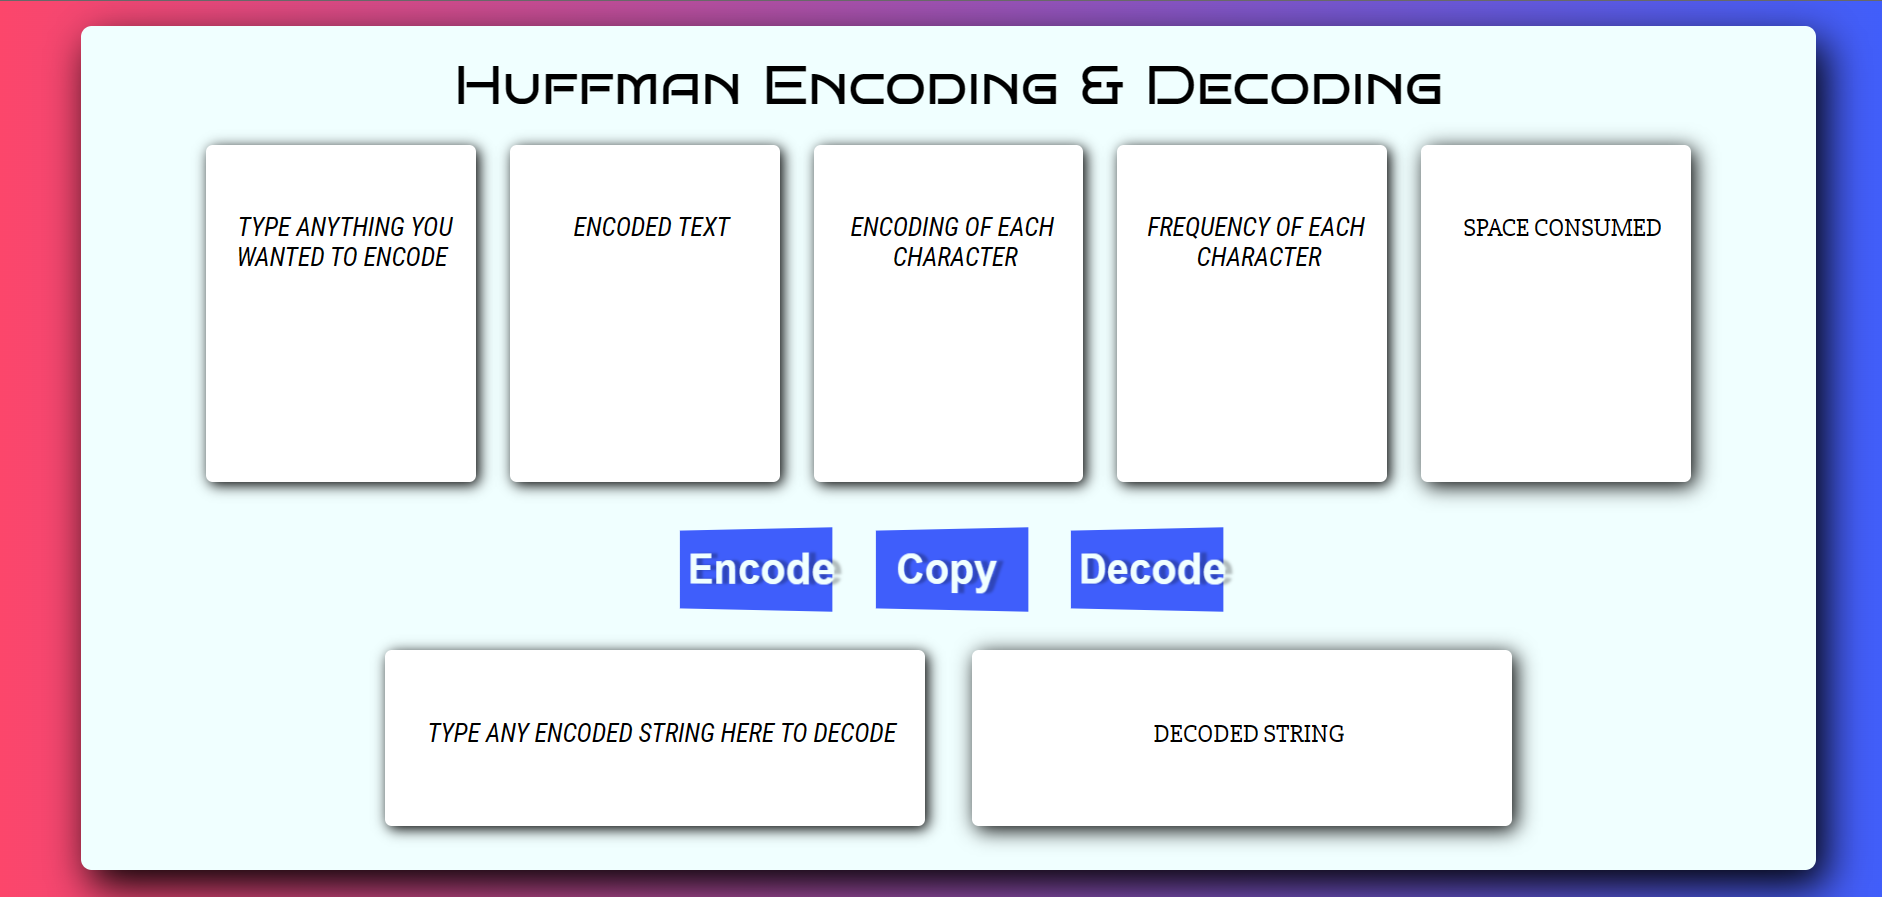 Huffman Encoding & Decoding
TYPE ANYTHING YOU
WANTED TO ENCODE
ENCODED TEXT
ENCODING OF EACH
CHARACTER
FREQUENCY OF EACH
CHARACTER
SPACE CONSUMED
Encode
Copy
Decode
TYPE ANY ENCODED STRING HERE TO DECODE
DECODED STRING